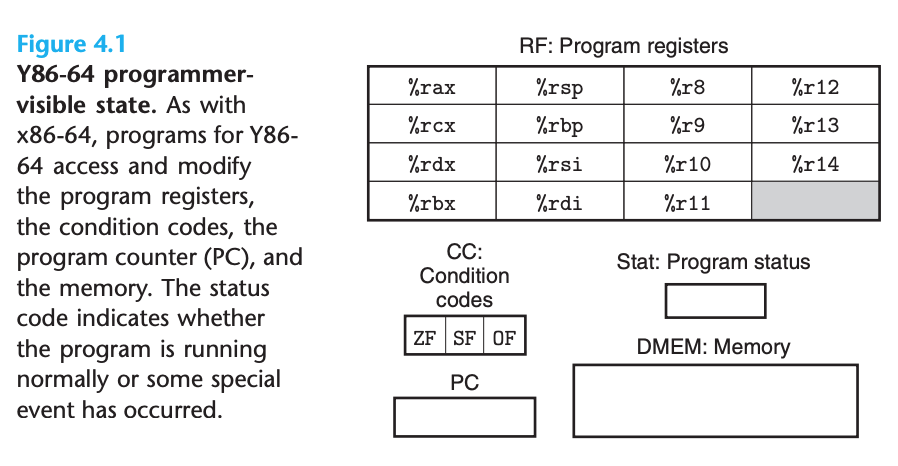 Figure 4.1
Y86-64 programmer-
visible state. As with
x86-64, programs for Y86-
64 access and modify
the program registers,
the condition codes, the
program counter (PC), and
the memory. The status
code indicates whether
the program is running
normally or some special
event has occurred.
RF: Program registers
%rax %rsp %r8 %r12
%rcx %rbp %r9 %r13
%rdx %rsi %r10 %r14
%rbx %rdi %r11
CC:
Condition
codes
ZF SF OF
PC
Stat: Program status
DMEM: Memory